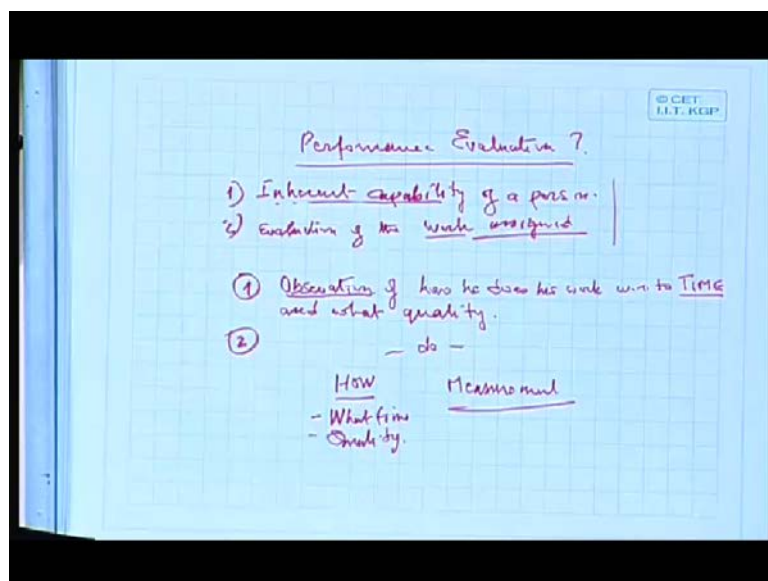 © CET
I.I.T. KGP
Performance Evaluation ?
1) Inherent capability of a person.
2) Evaluation of the work assigned
① Observation of how he does his work w.r. to TIME
and what quality.
② — do —
How Measurement
- What time
- Quality.